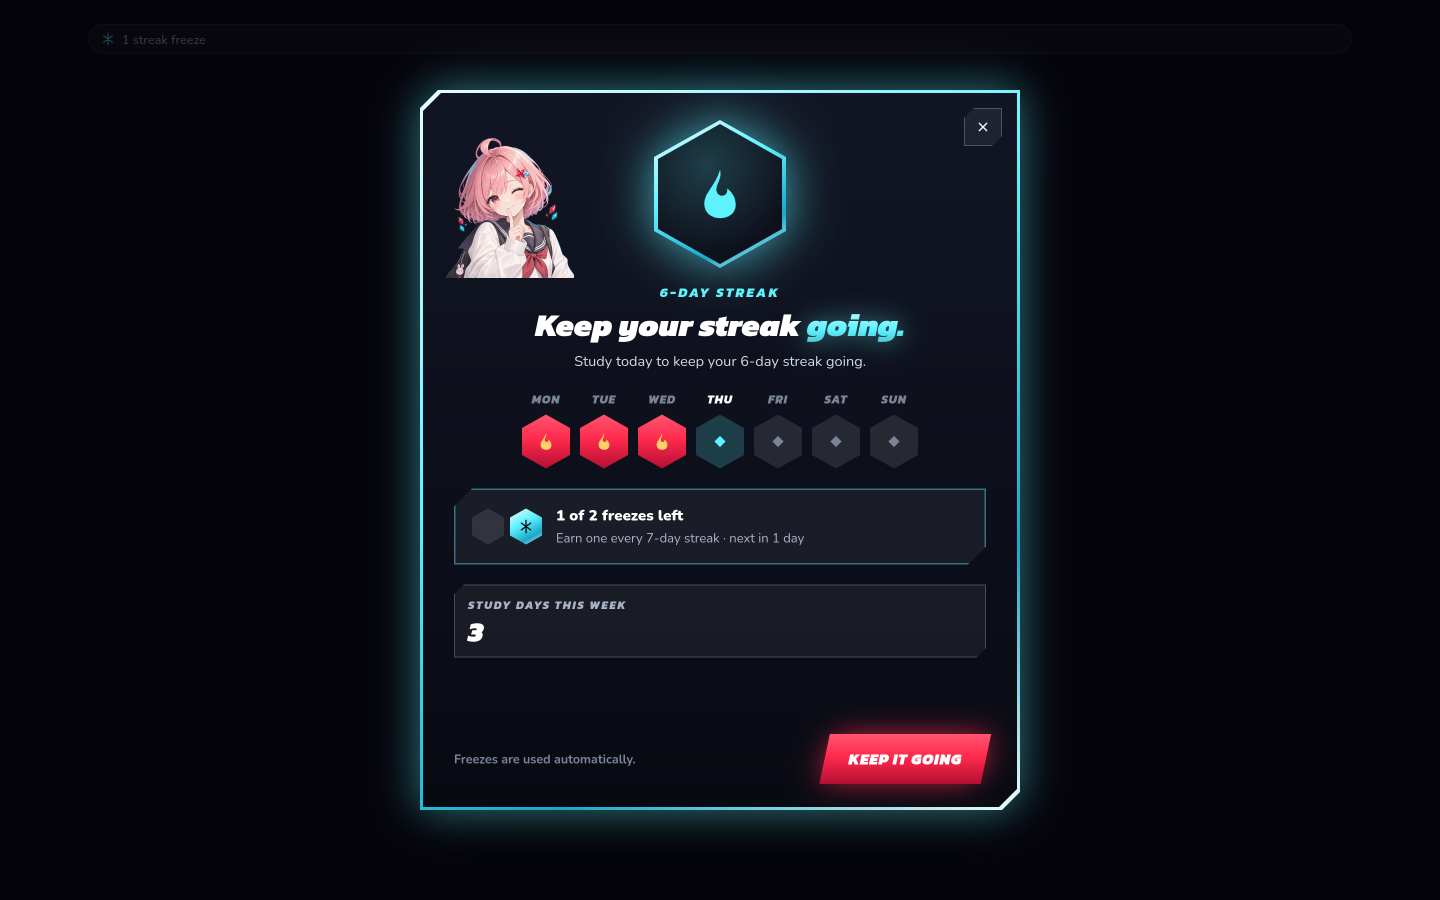 1 streak freeze
×
6-DAY STREAK
Keep your streak going.
Study today to keep your 6-day streak going.
MON TUE WED THU FRI SAT SUN
1 of 2 freezes left
Earn one every 7-day streak · next in 1 day
STUDY DAYS THIS WEEK
3
Freezes are used automatically.
KEEP IT GOING